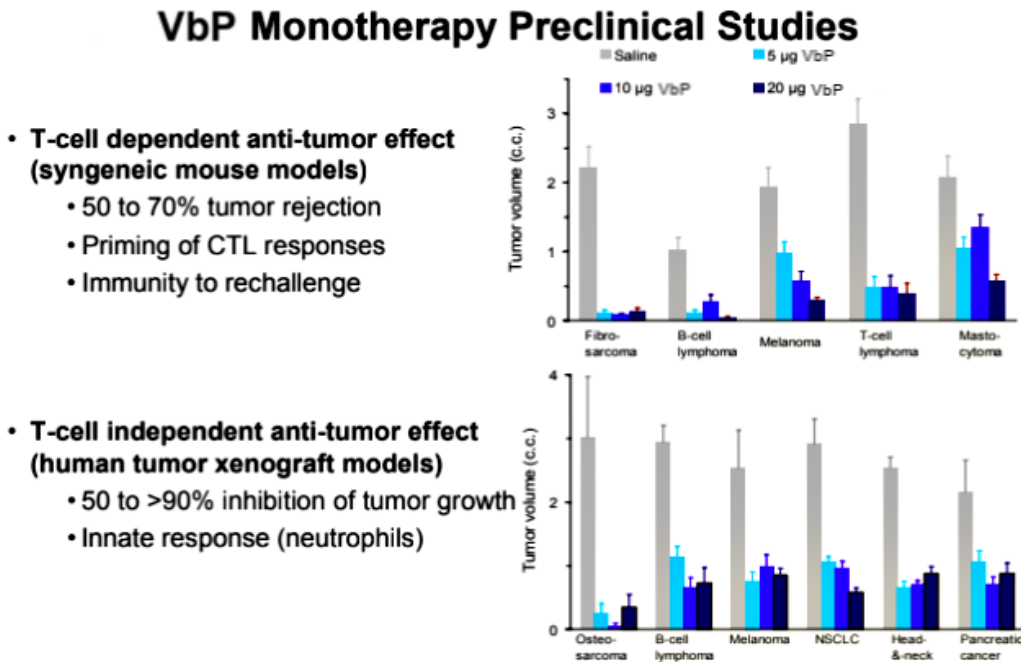 VbP Monotherapy Preclinical Studies
• T-cell dependent anti-tumor effect
(syngeneic mouse models)
• 50 to 70% tumor rejection
• Priming of CTL responses
• Immunity to rechallenge
Saline
5 µg VbP
10 µg VbP
20 µg VbP
Tumor volume (c.c.)
3
2
1
0
Fibro-
sarcoma
B-cell
lymphoma
Melanoma
T-cell
lymphoma
Masto-
cytoma
• T-cell independent anti-tumor effect
(human tumor xenograft models)
• 50 to >90% inhibition of tumor growth
• Innate response (neutrophils)
Tumor volume (c.c.)
4
2
0
Osteo-
sarcoma
B-cell
lymphoma
Melanoma
NSCLC
Head-
&-neck
Pancreatic
cancer